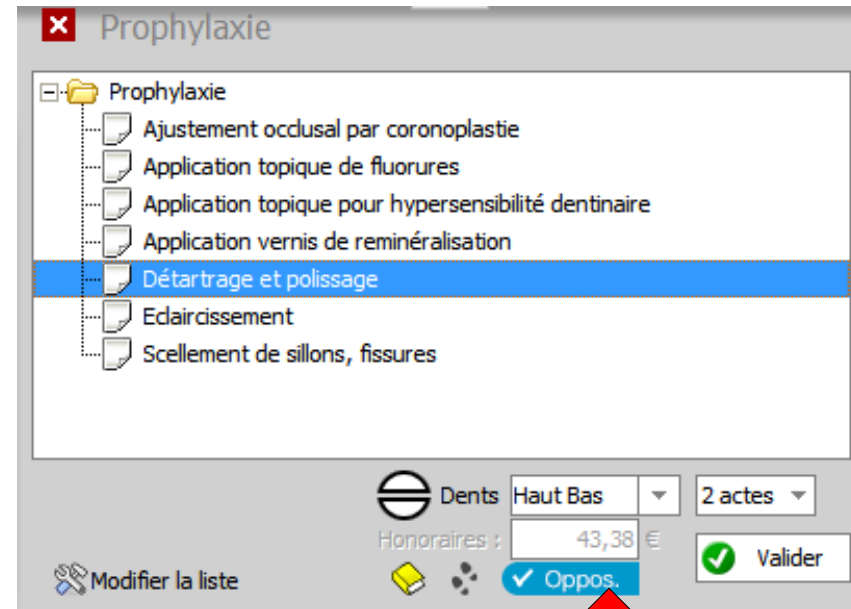 Prophylaxie
Prophylaxie
Ajustement occlusal par coronoplastie
Application topique de fluorures
Application topique pour hypersensibilité dentinaire
Application vernis de reminéralisation
Détartrage et polissage
Eclaircissement
Scellement de sillons, fissures
Dents Haut Bas 2 actes
Honoraires : 43,38 €
Valider
Modifier la liste Oppos.